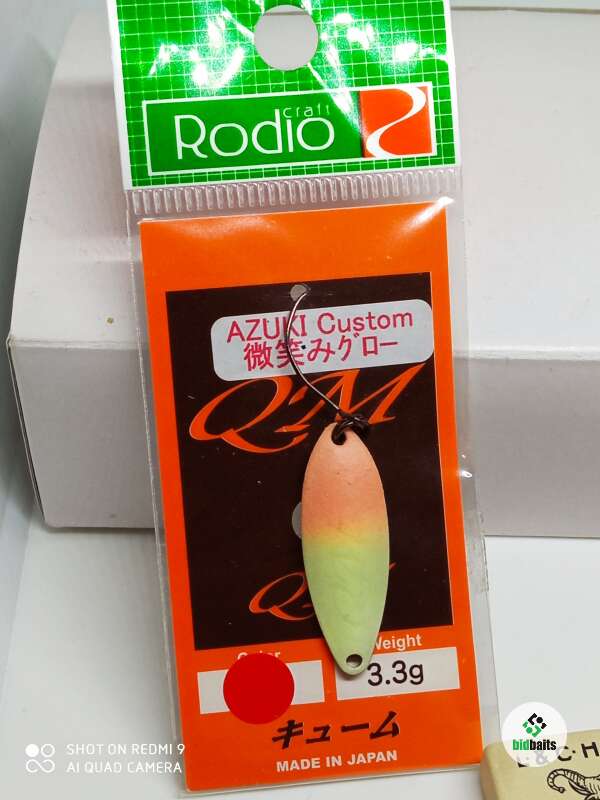 craft
Rodio
AZUKI Custom
微笑みグロー
Q·M
Weight
3.3g
キューム
MADE IN JAPAN
SHOT ON REDMI 9
AI QUAD CAMERA
bidbaits